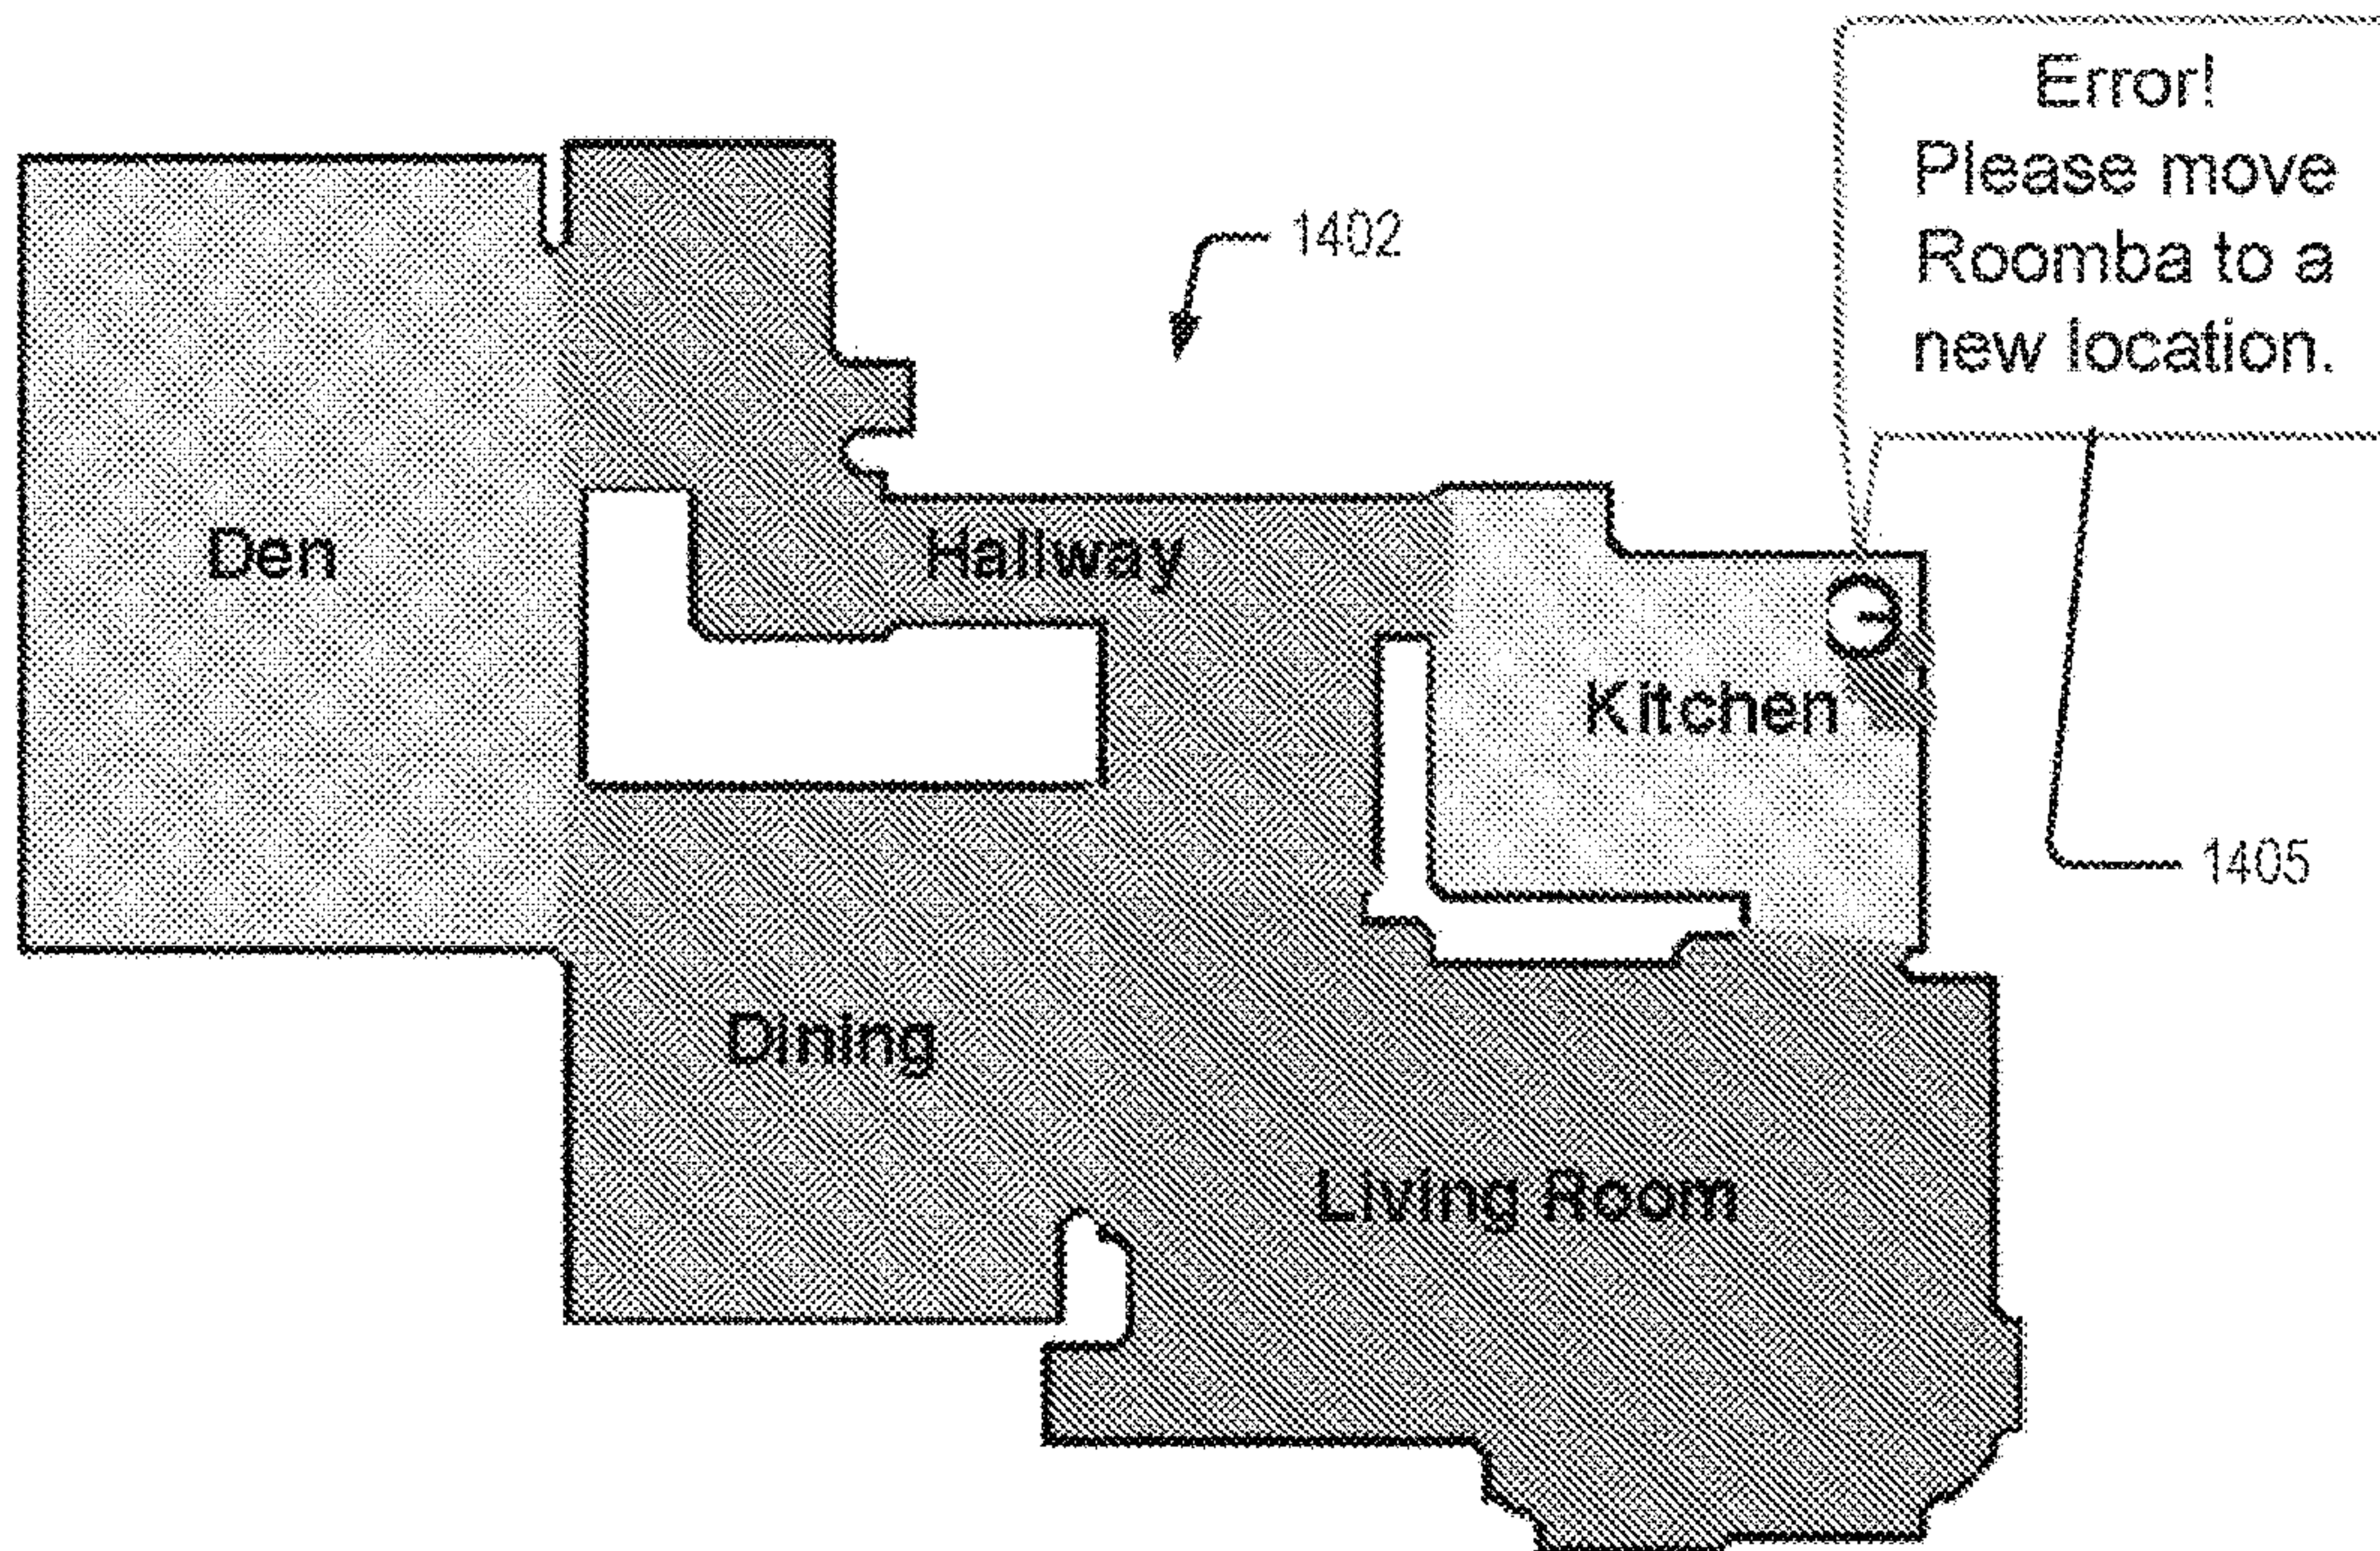 Error!
Please move
Roomba to a
new location.
1402
Den
Hallway
Kitchen
1405
Dining
Living Room